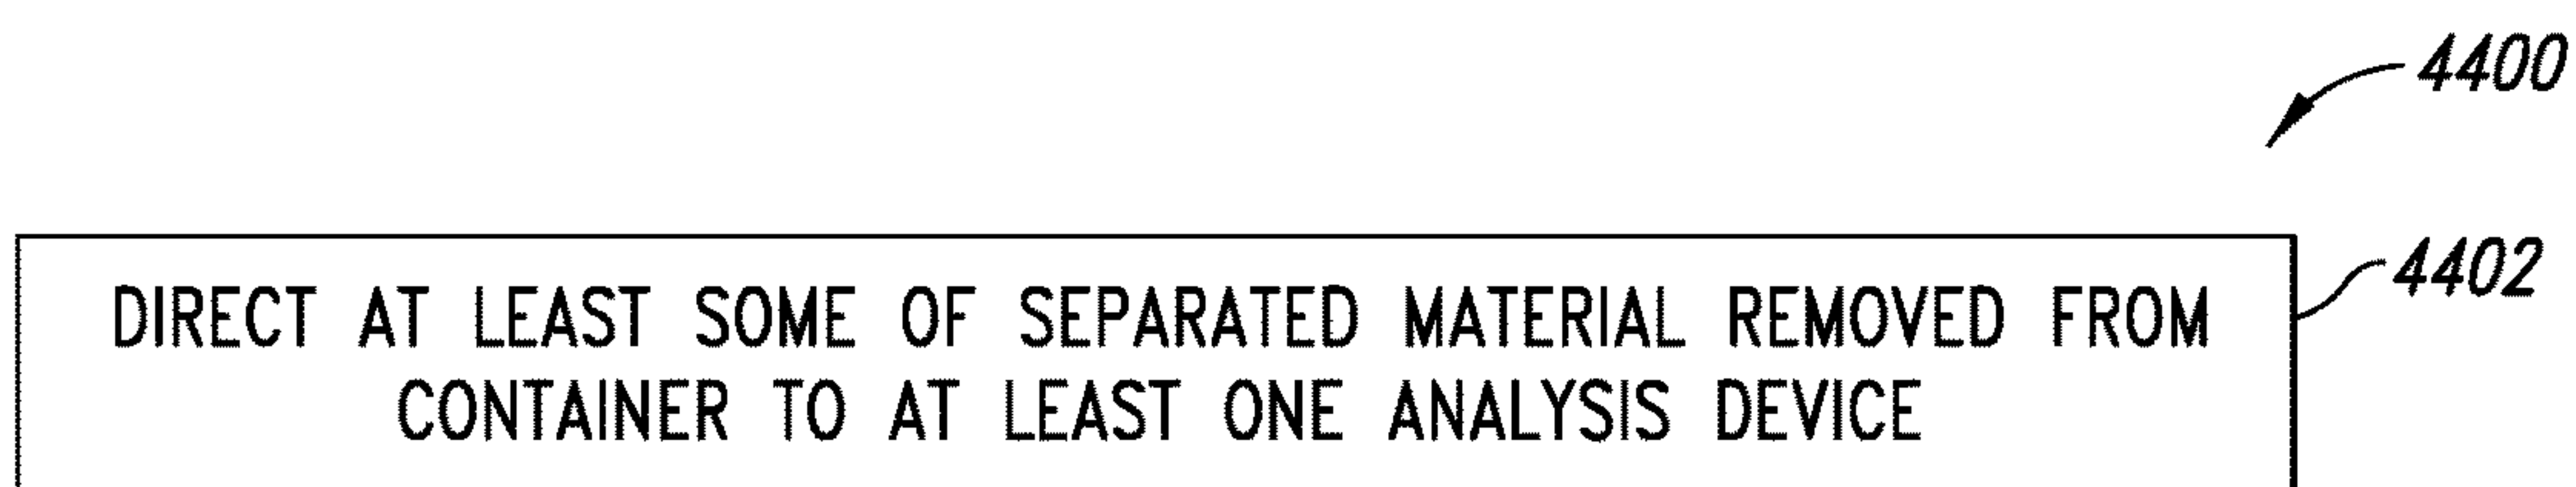 4400
4402
DIRECT AT LEAST SOME OF SEPARATED MATERIAL REMOVED FROM
CONTAINER TO AT LEAST ONE ANALYSIS DEVICE